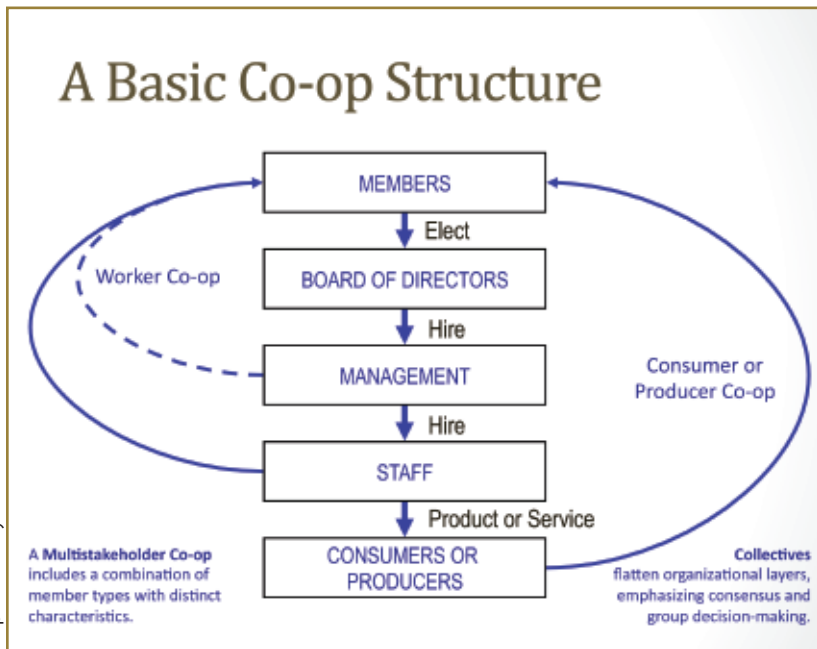 A Basic Co-op Structure
MEMBERS
Elect
Worker Co-op
BOARD OF DIRECTORS
Hire
MANAGEMENT
Consumer or
Producer Co-op
Hire
STAFF
Product or Service
CONSUMERS OR
PRODUCERS
A Multistakeholder Co-op
includes a combination of
member types with distinct
characteristics.
Collectives
flatten organizational layers,
emphasizing consensus and
group decision-making.